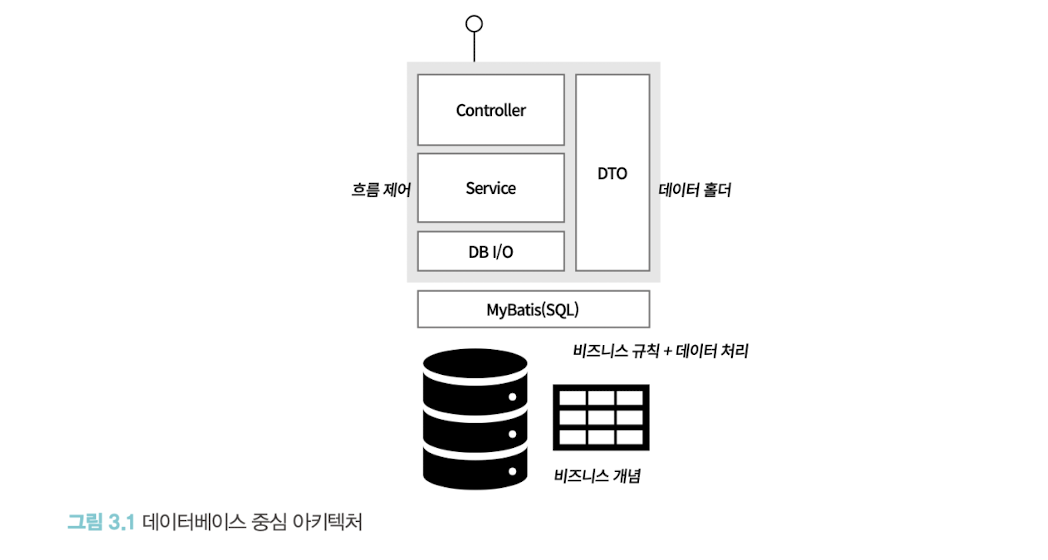 Controller
흐름 제어
Service
DTO
데이터 홀더
DB I/O
MyBatis(SQL)
비즈니스 규칙 + 데이터 처리
비즈니스 개념
그림 3.1 데이터베이스 중심 아키텍처